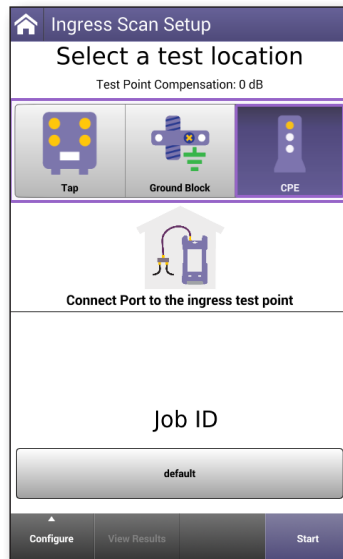 Ingress Scan Setup
Select a test location
Test Point Compensation: 0 dB
Tap
Ground Block
CPE
Connect Port to the ingress test point
Job ID
default
Configure
View Results
Start